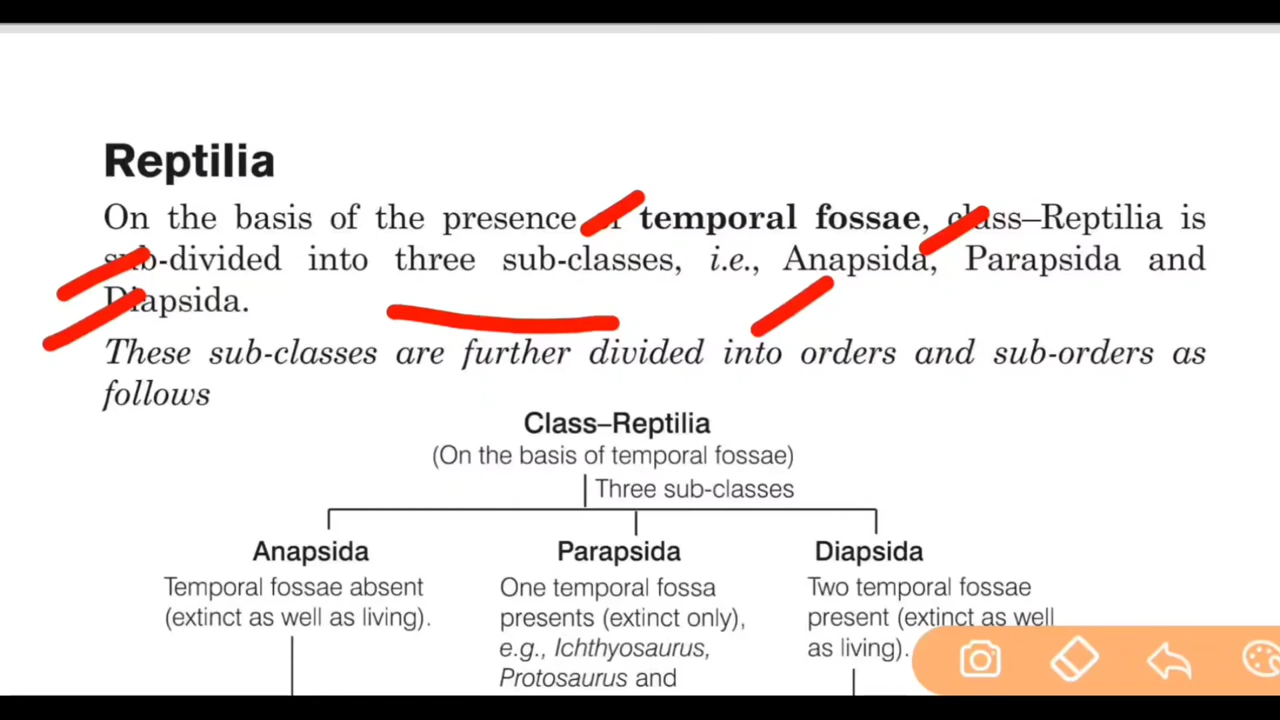 Reptilia
On the basis of the presence of temporal fossae, class–Reptilia is
sub-divided into three sub-classes, i.e., Anapsida, Parapsida and
Diapsida.
These sub-classes are further divided into orders and sub-orders as
follows
Class–Reptilia
(On the basis of temporal fossae)
Three sub-classes
Anapsida Parapsida Diapsida
Temporal fossae absent One temporal fossa Two temporal fossae
(extinct as well as living). presents (extinct only), present (extinct as well
e.g., Ichthyosaurus, as living).
Protosaurus and